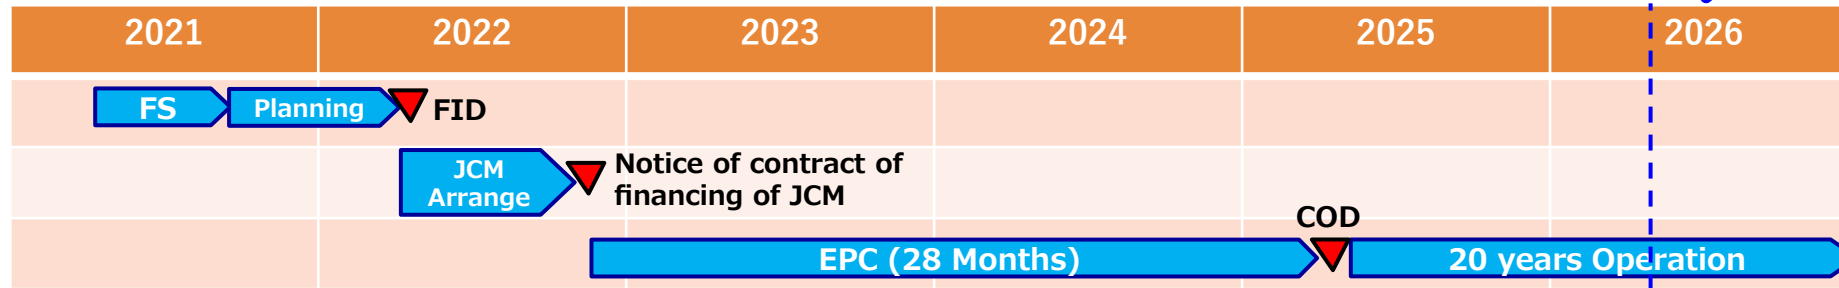 2021 2022 2023 2024 2025 2026
FS Planning FID
JCM
Arrange
Notice of contract of
financing of JCM
COD
EPC (28 Months) 20 years Operation